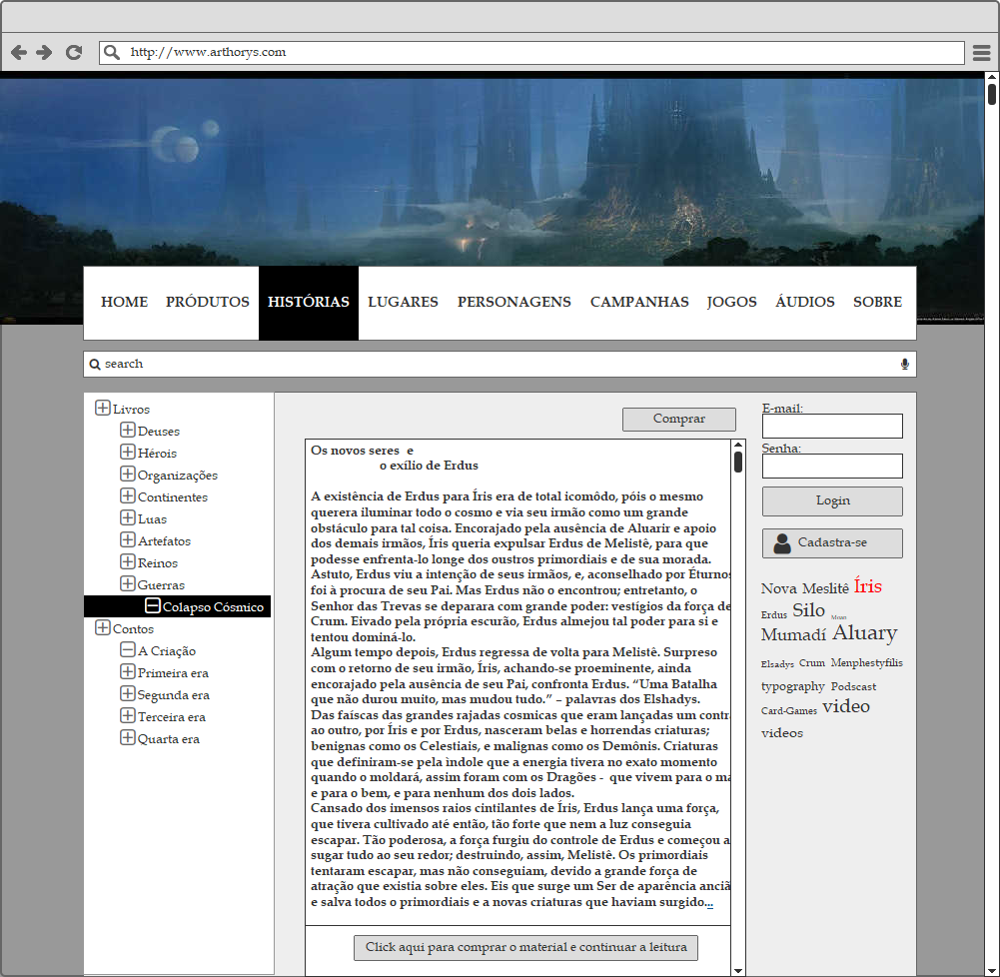 http://www.arthorys.com
HOME PRÓDUTOS HISTÓRIAS LUGARES PERSONAGENS CAMPANHAS JOGOS ÁUDIOS SOBRE
search
Livros
Deuses
Hérois
Organizações
Continentes
Luas
Artefatos
Reinos
Guerras
Colapso Cósmico
Contos
A Criação
Primeira era
Segunda era
Terceira era
Quarta era
Comprar
Os novos seres e
o exílio de Erdus
A existência de Erdus para Íris era de total icomôdo, póis o mesmo
querera iluminar todo o cosmo e via seu irmão como um grande
obstáculo para tal coisa. Encorajado pela ausência de Aluarir e apoio
dos demais irmãos, Íris queria expulsar Erdus de Melistê, para que
podesse enfrenta-lo longe dos oustros primordiais e de sua morada.
Astuto, Erdus viu a intenção de seus irmãos, e, aconselhado por Éturnos
foi à procura de seu Pai. Mas Erdus não o encontrou; entretanto, o
Senhor das Trevas se deparara com grande poder: vestígios da força de
Crum. Eivado pela própria escurão, Erdus almejou tal poder para si e
tentou dominá-lo.
Algum tempo depois, Erdus regressa de volta para Melistê. Surpreso
com o retorno de seu irmão, Íris, achando-se proeminente, ainda
encorajado pela ausência de seu Pai, confronta Erdus. “Uma Batalha
que não durou muito, mas mudou tudo.” – palavras dos Elshadys.
Das faíscas das grandes rajadas cosmicas que eram lançadas um contr
ao outro, por Íris e por Erdus, nasceram belas e horrendas criaturas;
benignas como os Celestiais, e malignas como os Demônis. Criaturas
que definiram-se pela ìndole que a energia tivera no exato momento
quando o moldará, assim foram com os Dragões - que vivem para o ma
e para o bem, e para nenhum dos dois lados.
Cansado dos imensos raios cintilantes de Íris, Erdus lança uma força,
que tivera cultivado até então, tão forte que nem a luz conseguia
escapar. Tão poderosa, a força furgiu do controle de Erdus e começou a
sugar tudo ao seu redor; destruindo, assim, Melistê. Os primordiais
tentaram escapar, mas não conseguiam, devido a grande força de
atração que existia sobre eles. Eis que surge um Ser de aparência anciã
e salva todos o primordiais e a novas criaturas que haviam surgido...
Click aqui para comprar o material e continuar a leitura
E-mail:
Senha:
Login
Cadastra-se
Nova Meslitê Íris
Erdus Silo
Mumadí Aluary
Elsadys Crum Menphestyfilis
typography Podscast
Card-Games video
videos